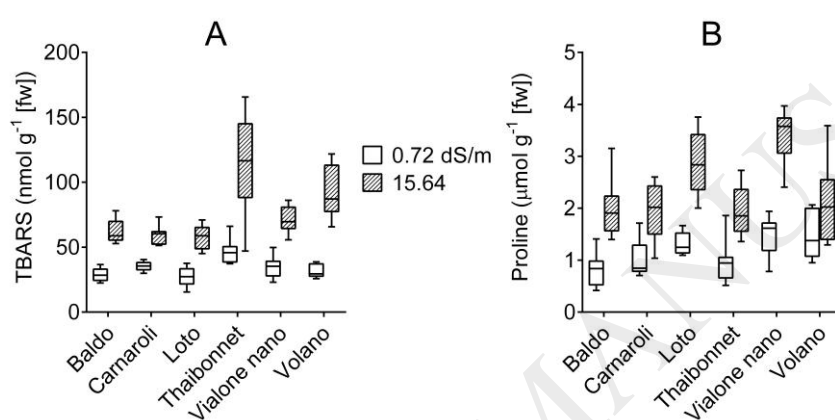 A
TBARS (nmol g⁻¹ [fw])
200
150
100
50
0
Baldo
Carnaroli
Loto
Thaibonnet
Vialone nano
Volano
0.72 dS/m
15.64
B
Proline (μmol g⁻¹ [fw])
5
4
3
2
1
0
Baldo
Carnaroli
Loto
Thaibonnet
Vialone nano
Volano
MANUS